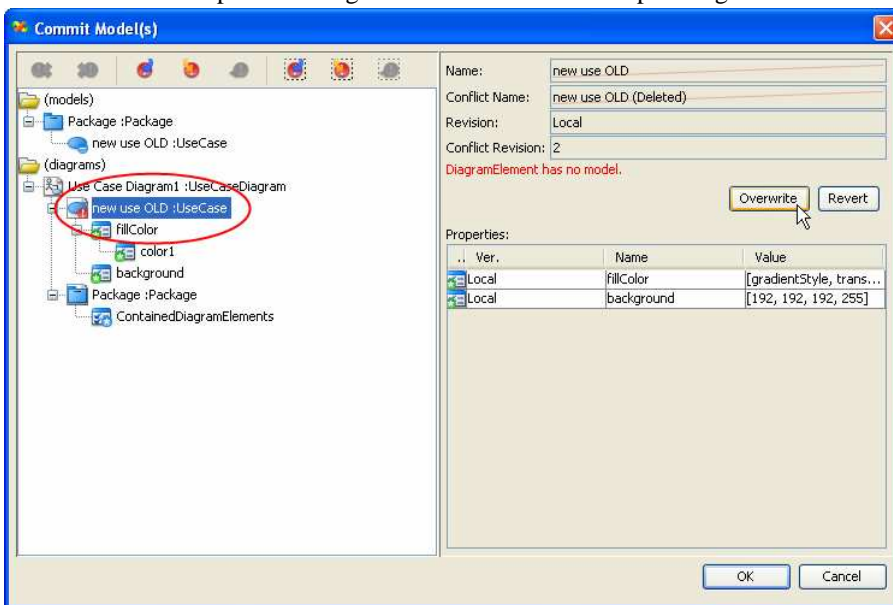 Commit Model(s)
(models)
Package :Package
new use OLD :UseCase
(diagrams)
Use Case Diagram1 :UseCaseDiagram
new use OLD :UseCase
fillColor
color1
background
Package :Package
ContainedDiagramElements
Name: new use OLD
Conflict Name: new use OLD (Deleted)
Revision: Local
Conflict Revision: 2
DiagramElement has no model.
Overwrite Revert
Properties:
.. Ver. Name Value
Local fillColor [gradientStyle, trans...
Local background [192, 192, 192, 255]
OK Cancel